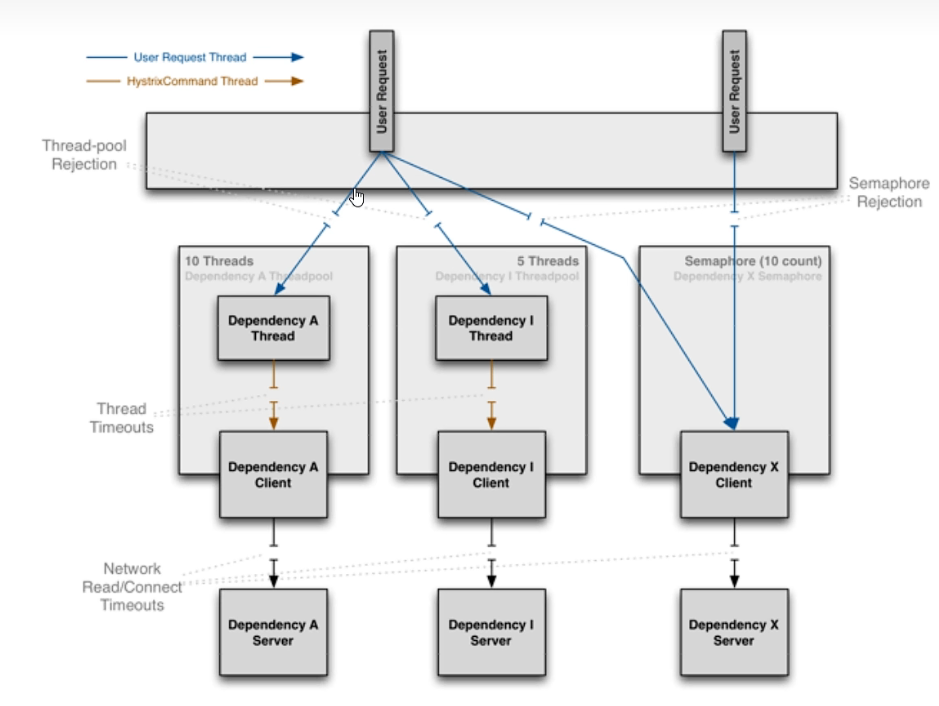 User Request Thread
HystrixCommand Thread
User Request
User Request
Thread-pool
Rejection
Semaphore
Rejection
10 Threads
Dependency A Threadpool
5 Threads
Dependency I Threadpool
Semaphore (10 count)
Dependency X Semaphore
Dependency A
Thread
Dependency I
Thread
Thread
Timeouts
Dependency A
Client
Dependency I
Client
Dependency X
Client
Network
Read/Connect
Timeouts
Dependency A
Server
Dependency I
Server
Dependency X
Server